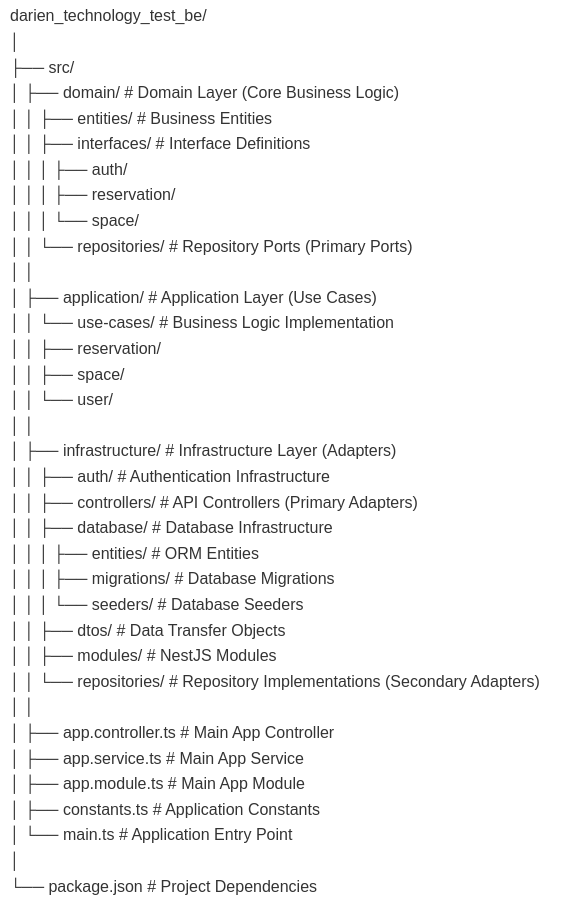 darien_technology_test_be/
│
├── src/
│ ├── domain/ # Domain Layer (Core Business Logic)
│ │ ├── entities/ # Business Entities
│ │ ├── interfaces/ # Interface Definitions
│ │ │ ├── auth/
│ │ │ ├── reservation/
│ │ │ └── space/
│ │ └── repositories/ # Repository Ports (Primary Ports)
│ │
│ ├── application/ # Application Layer (Use Cases)
│ │ └── use-cases/ # Business Logic Implementation
│ │ ├── reservation/
│ │ ├── space/
│ │ └── user/
│ │
│ ├── infrastructure/ # Infrastructure Layer (Adapters)
│ │ ├── auth/ # Authentication Infrastructure
│ │ ├── controllers/ # API Controllers (Primary Adapters)
│ │ ├── database/ # Database Infrastructure
│ │ │ ├── entities/ # ORM Entities
│ │ │ ├── migrations/ # Database Migrations
│ │ │ └── seeders/ # Database Seeders
│ │ ├── dtos/ # Data Transfer Objects
│ │ ├── modules/ # NestJS Modules
│ │ └── repositories/ # Repository Implementations (Secondary Adapters)
│ │
│ ├── app.controller.ts # Main App Controller
│ ├── app.service.ts # Main App Service
│ ├── app.module.ts # Main App Module
│ ├── constants.ts # Application Constants
│ └── main.ts # Application Entry Point
│
└── package.json # Project Dependencies